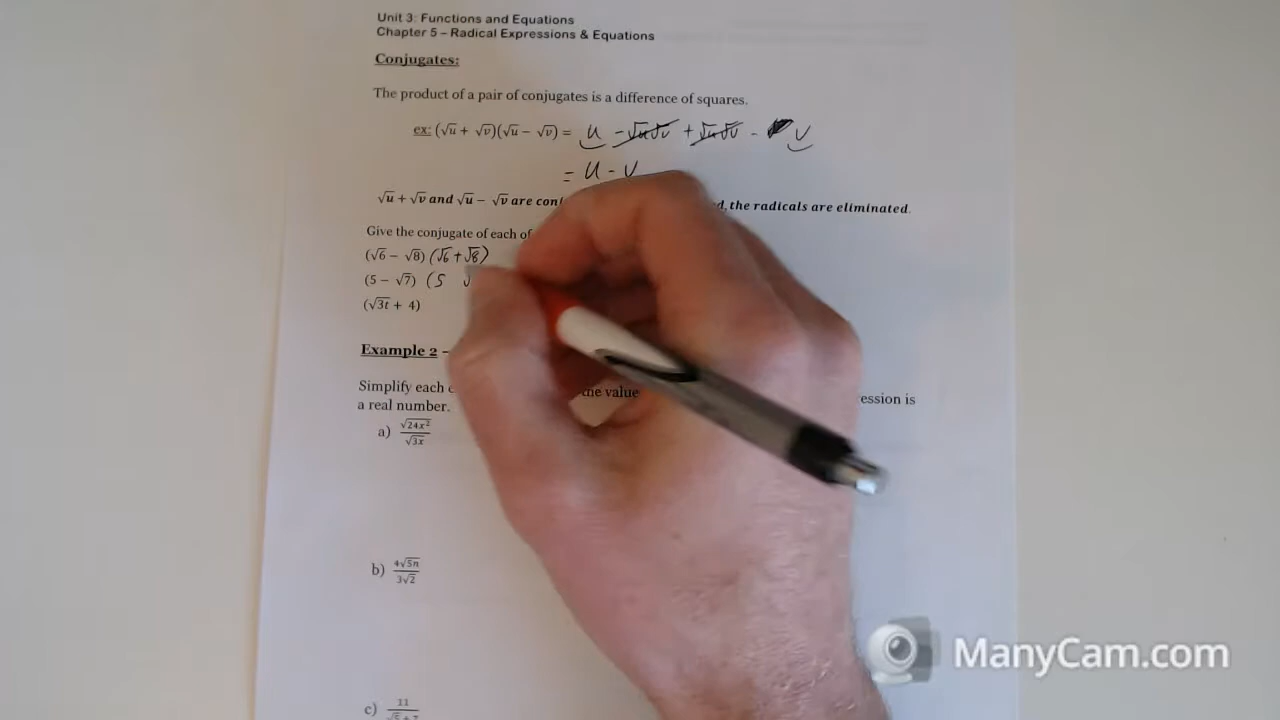 Unit 3: Functions and Equations
Chapter 5 – Radical Expressions & Equations
Conjugates:
The product of a pair of conjugates is a difference of squares.
ex: (√u + √v)(√u − √v) = u - √u√v + √u√v - v
= u - v
√u + √v and √u − √v are , the radicals are eliminated.
Give the conjugate of each of
(√6 − √8) (√6 + √8)
(5 − √7) (5
(√3t + 4)
Example 2 –
Simplify each the value ession is
a real number.
a) √24x² / √3x
b) 4√5n / 3√2
c) 11
ManyCam.com